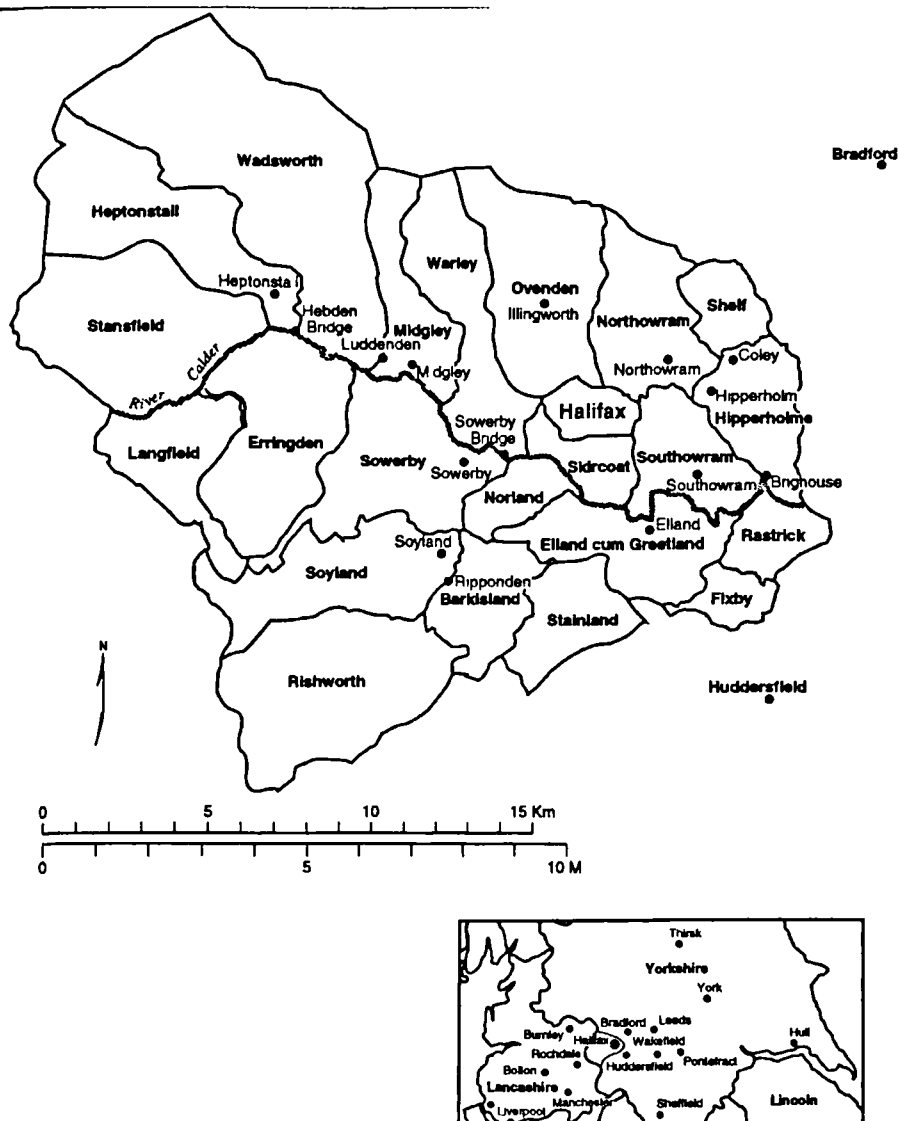 Bradford
Wadsworth
Heptonstall
Warley
Ovenden
Illingworth
Heptonstal
Shelf
Stansfield
Hebden
Bridge
Midgley
Northowram
Luddenden
Coley
Northowram
Midgley
River Calder
Hipperholm
Halifax
Hipperholme
Sowerby
Bridge
Langfield
Erringden
Sowerby
Sowerby
Skircoat
Southowram
Southowram
Brighouse
Norland
Elland
Elland cum Greetland
Rastrick
Soyland
Soyland
Ripponden
Barkisland
Fixby
Stainland
N
Rishworth
Huddersfield
0 5 10 15 Km
0 5 10 M
Thirsk
Yorkshire
York
Burnley
Bradford
Leeds
Hull
Halifax
Wakefield
Rochdale
Huddersfield
Pontefract
Bolton
Lancashire
Manchester
Sheffield
Lincoln
Liverpool